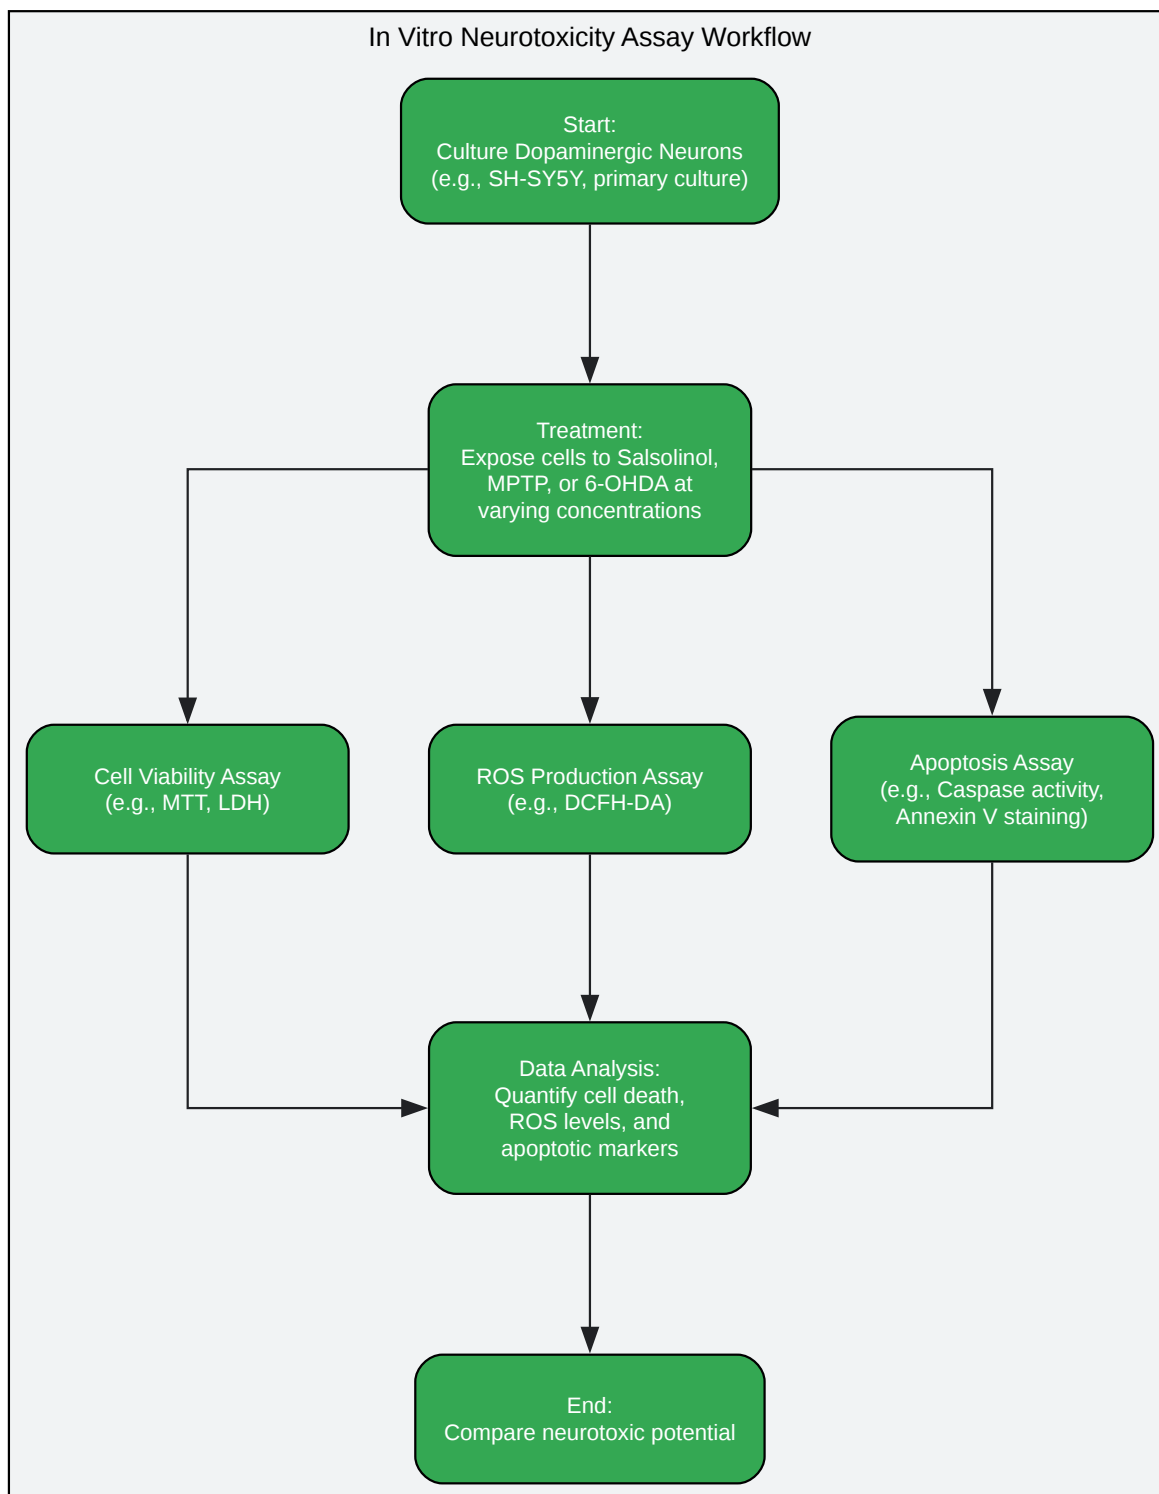 In Vitro Neurotoxicity Assay Workflow
Start:
Culture Dopaminergic Neurons
(e.g., SH-SY5Y, primary culture)
Treatment:
Expose cells to Salsolinol,
MPTP, or 6-OHDA at
varying concentrations
Cell Viability Assay
(e.g., MTT, LDH)
ROS Production Assay
(e.g., DCFH-DA)
Apoptosis Assay
(e.g., Caspase activity,
Annexin V staining)
Data Analysis:
Quantify cell death,
ROS levels, and
apoptotic markers
End:
Compare neurotoxic potential